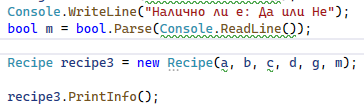 Console.WriteLine("Налично ли е: Да или Не");
bool m = bool.Parse(Console.ReadLine());
Recipe recipe3 = new Recipe(a, b, c, d, g, m);
recipe3.PrintInfo();